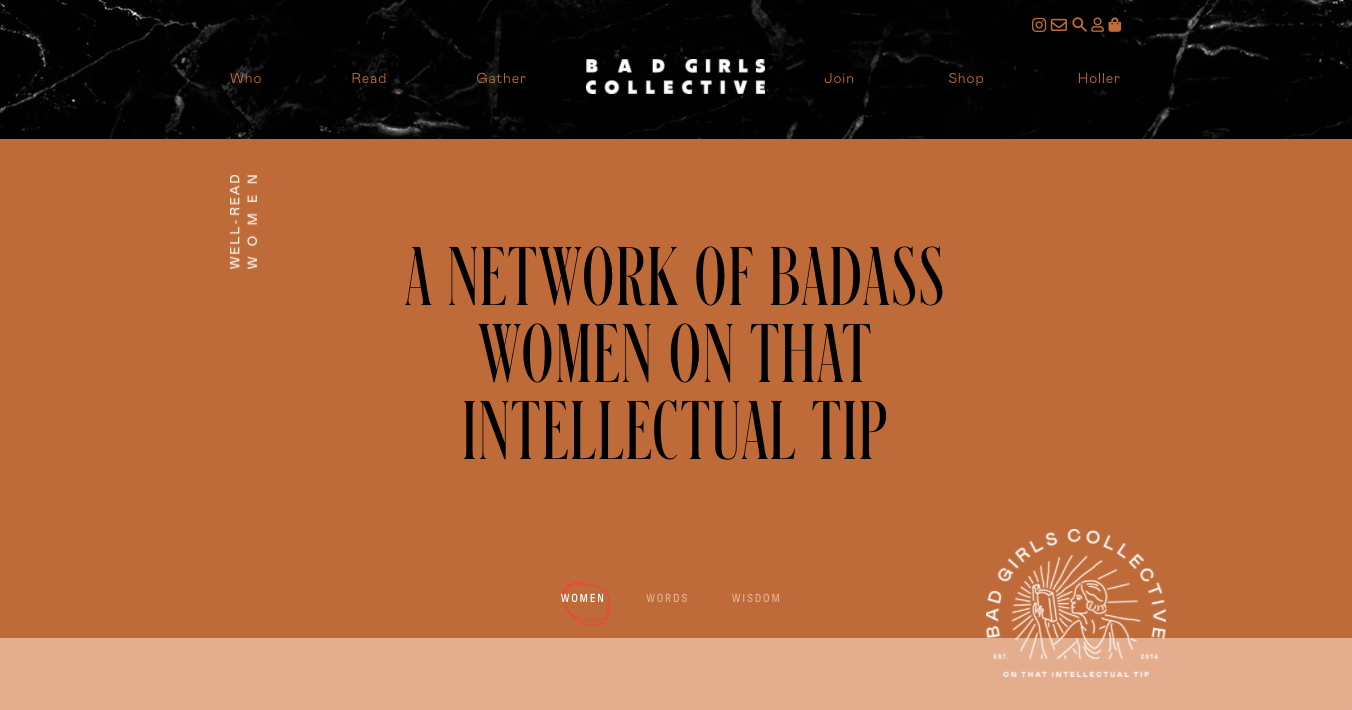 Who
Read
Gather
BAD GIRLS
COLLECTIVE
Join
Shop
Holler
WELL-READ
WOMEN
A NETWORK OF BADASS
WOMEN ON THAT
INTELLECTUAL TIP
WOMEN
WORDS
WISDOM
BAD GIRLS COLLECTIVE
EST.
2014
ON THAT INTELLECTUAL TIP